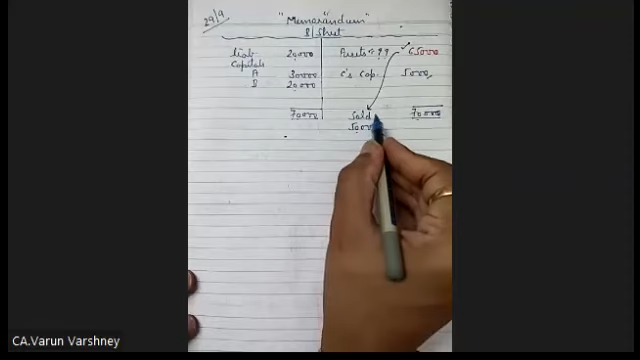 29/9
"Memorandum"
B Sheet
Liab 20000 Assets ?? 65000
Capitals
A 30000 C's Cap. 5000
B 20000
70000 Sold 70000
5000
CA.Varun Varshney